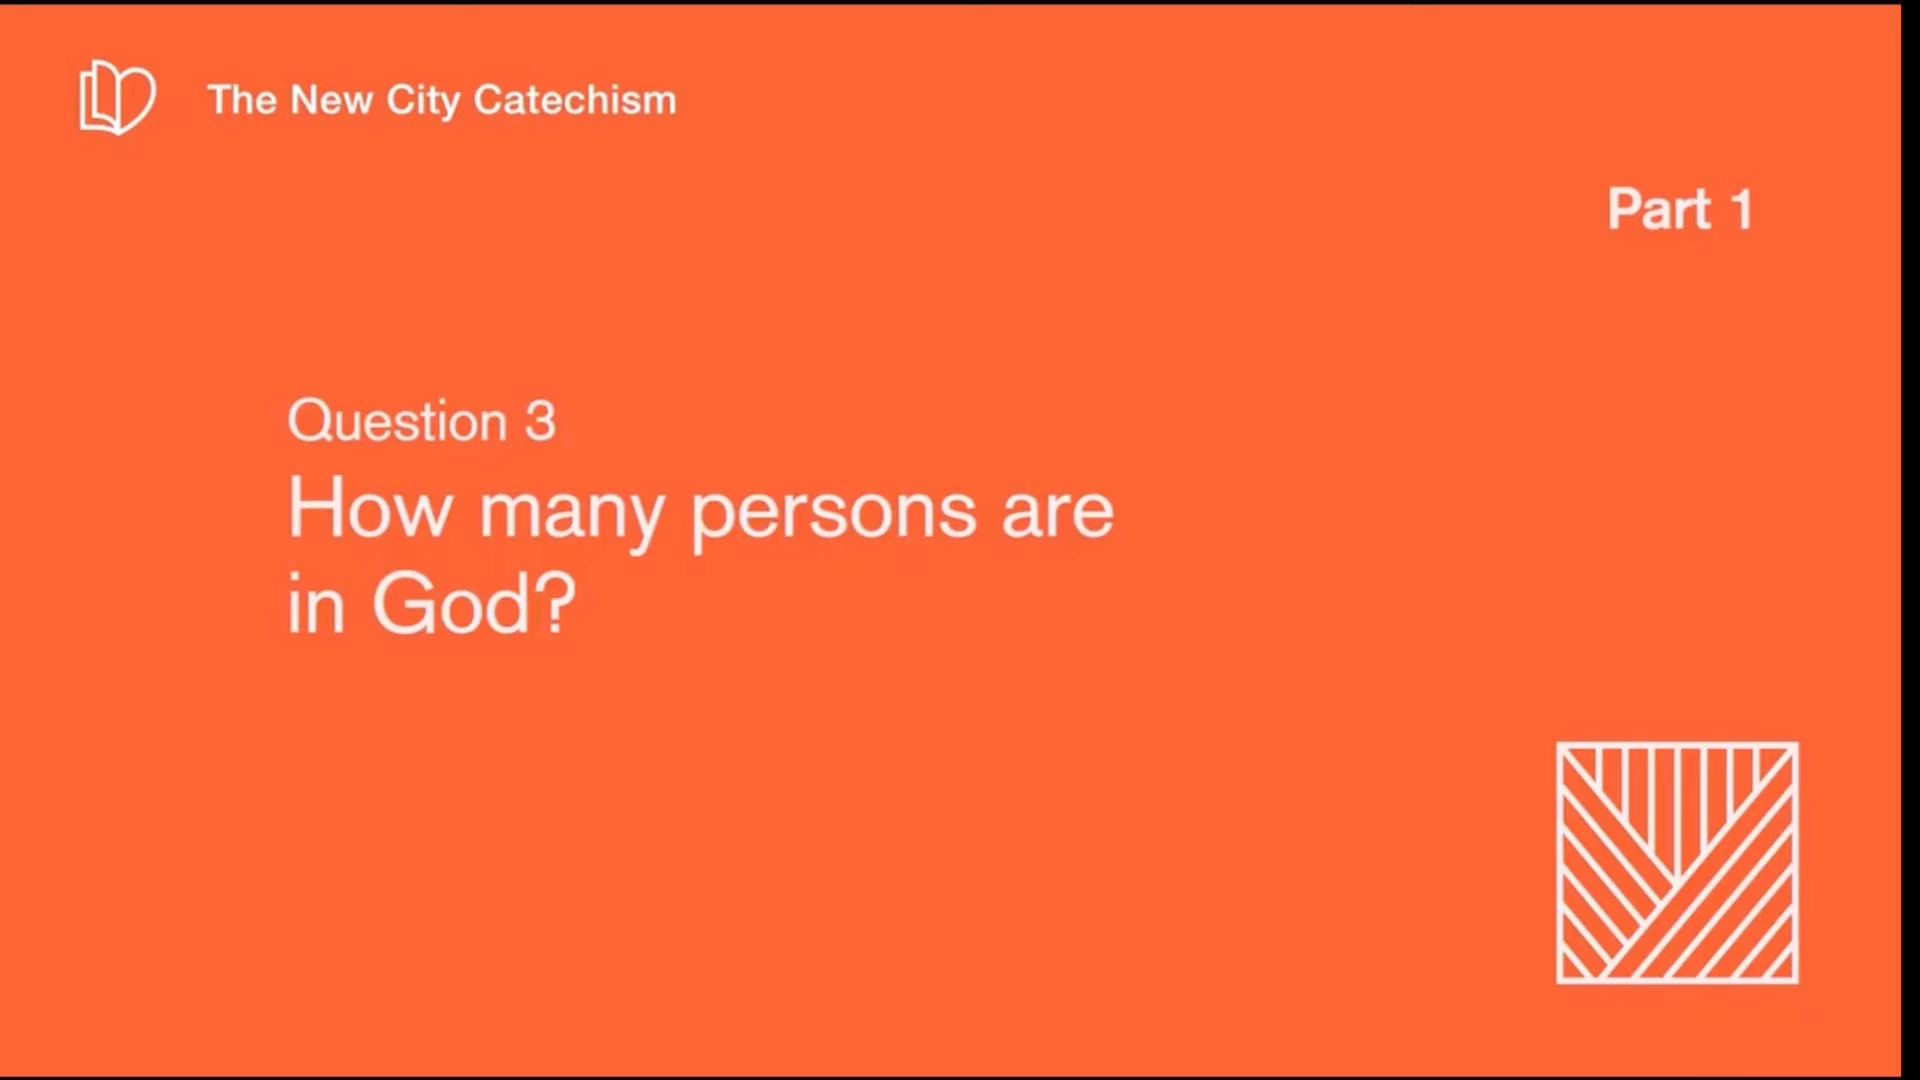 The New City Catechism
Part 1
Question 3
How many persons are
in God?